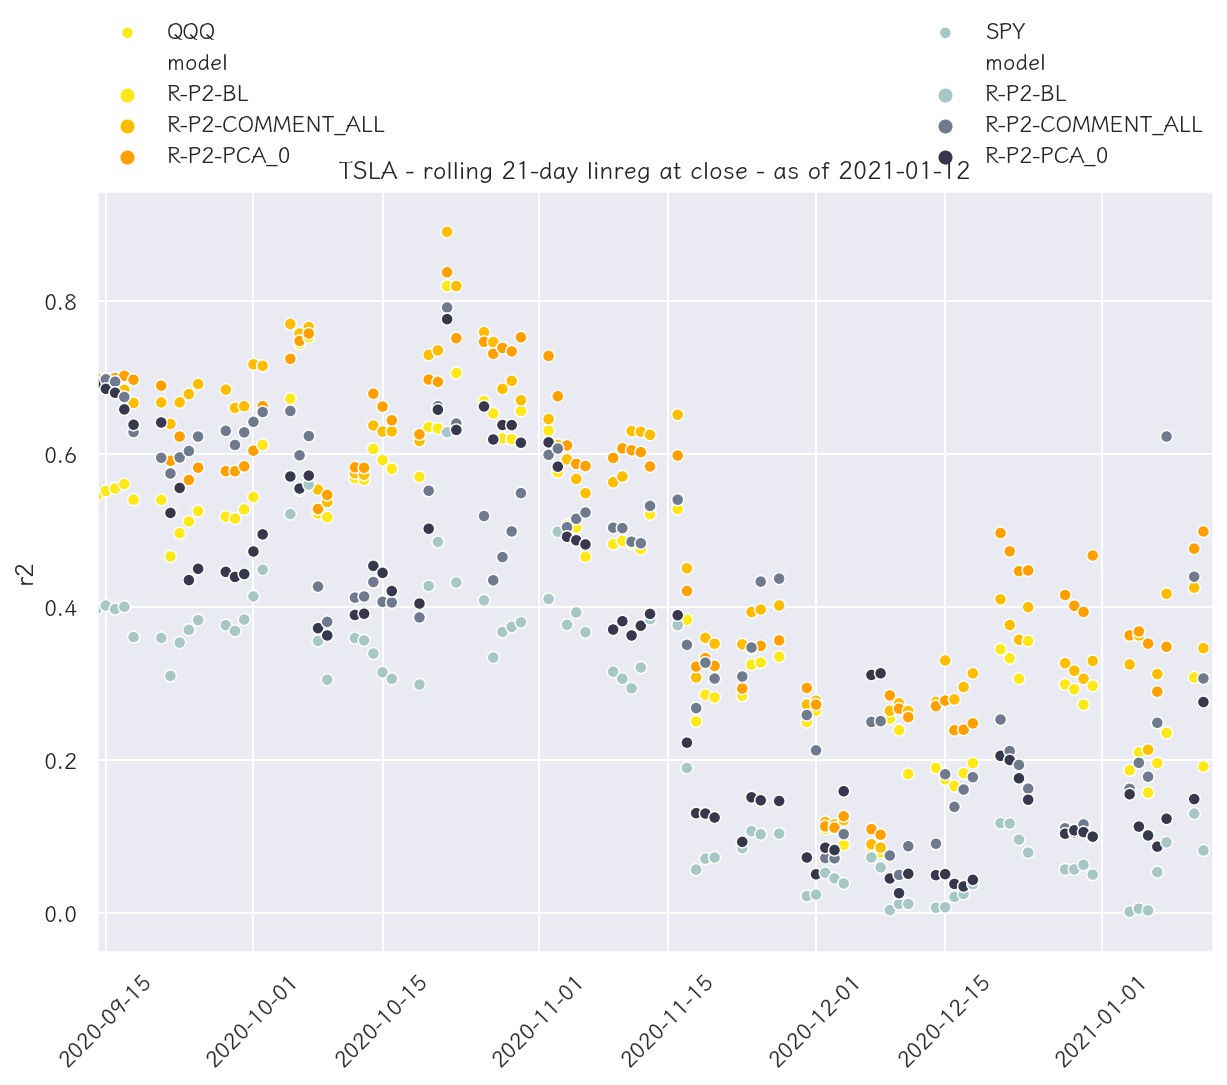 QQQ
model
R-P2-BL
R-P2-COMMENT_ALL
R-P2-PCA_0
SPY
model
R-P2-BL
R-P2-COMMENT_ALL
R-P2-PCA_0
TSLA - rolling 21-day linreg at close - as of 2021-01-12
0.8
0.6
0.4
0.2
0.0
r2
2020-09-15
2020-10-01
2020-10-15
2020-11-01
2020-11-15
2020-12-01
2020-12-15
2021-01-01